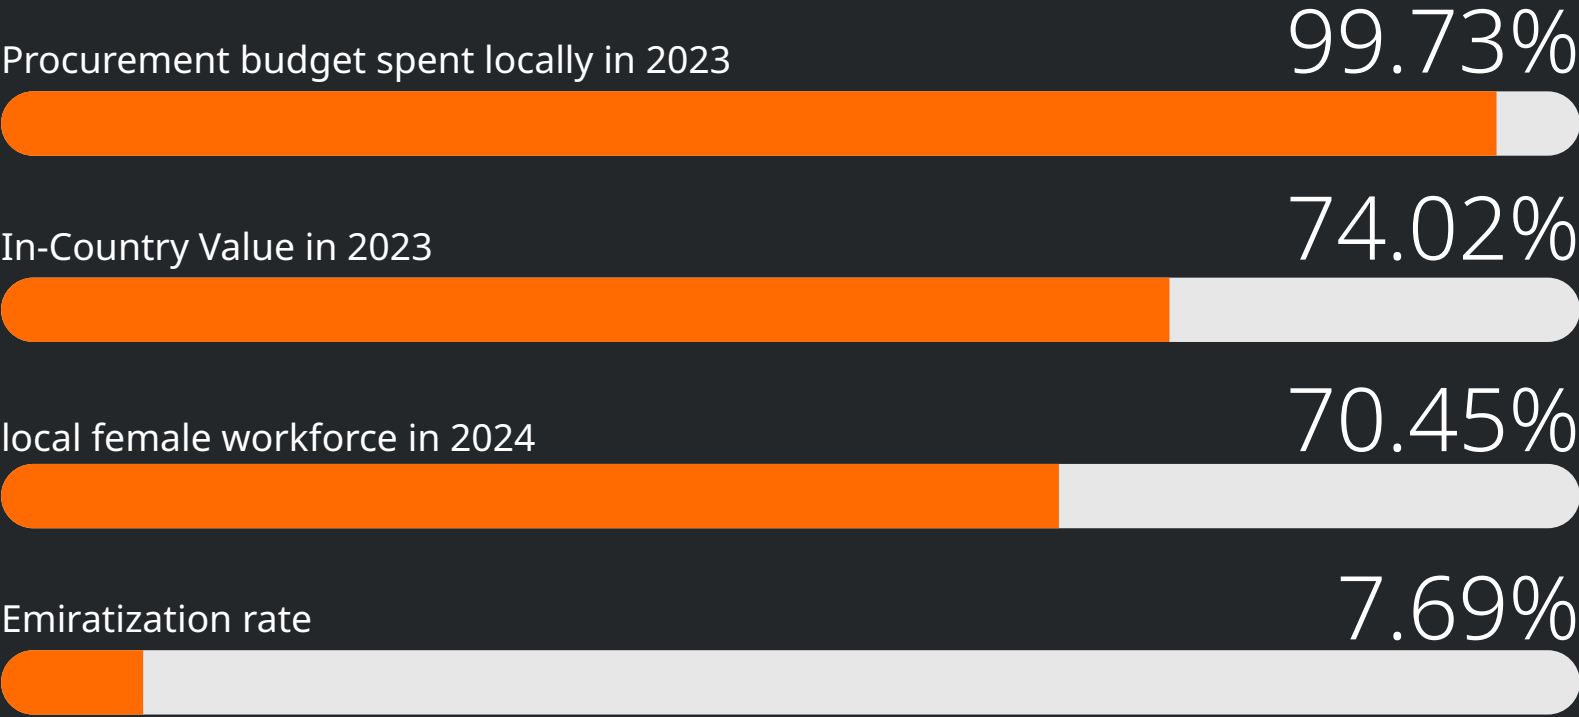 Procurement budget spent locally in 2023
99.73%
In-Country Value in 2023
74.02%
local female workforce in 2024
70.45%
Emiratization rate
7.69%